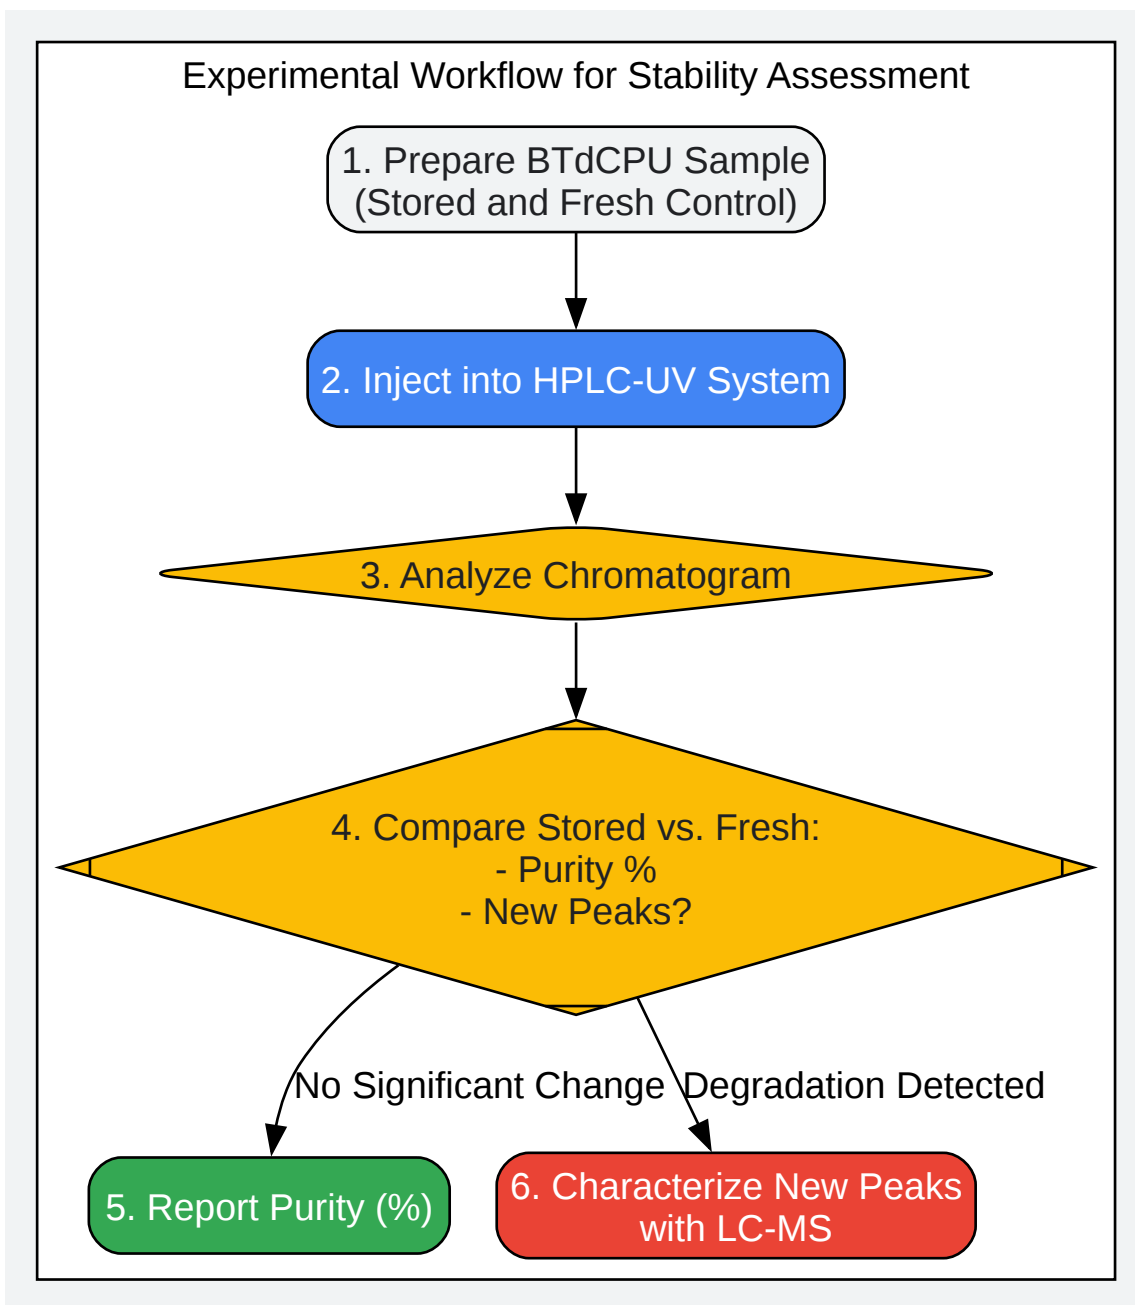 Experimental Workflow for Stability Assessment
1. Prepare BTdCPU Sample
(Stored and Fresh Control)
2. Inject into HPLC-UV System
3. Analyze Chromatogram
4. Compare Stored vs. Fresh:
- Purity %
- New Peaks?
No Significant Change
Degradation Detected
5. Report Purity (%)
6. Characterize New Peaks
with LC-MS